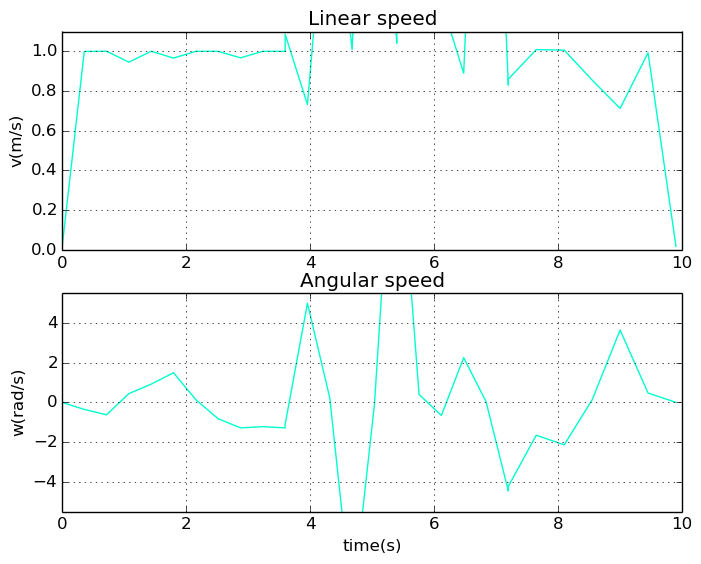 Linear speed
v(m/s)
1.0
0.8
0.6
0.4
0.2
0.0
0 2 4 6 8 10
Angular speed
w(rad/s)
4
2
0
−2
−4
0 2 4 6 8 10
time(s)